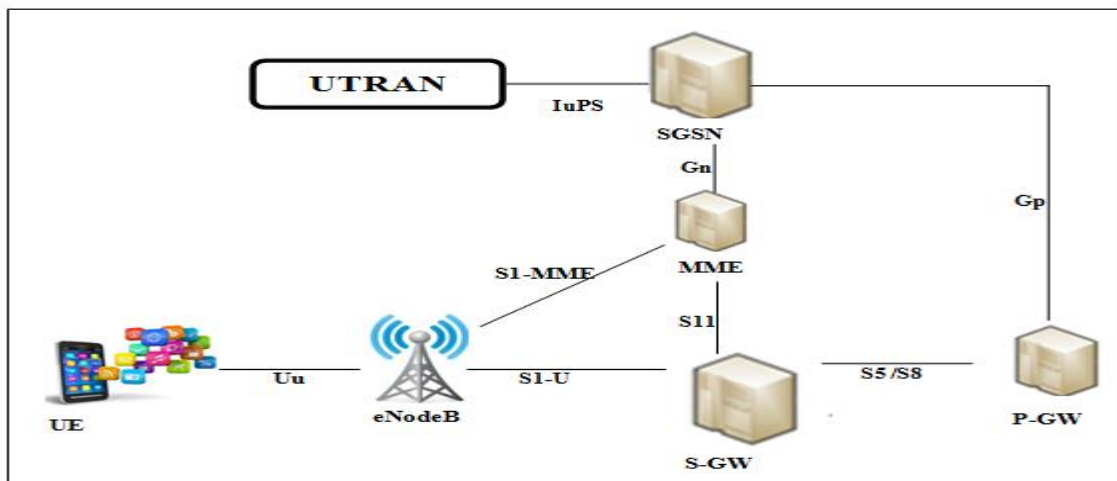 UTRAN
IuPS
SGSN
Gn
Gp
S1-MME
MME
S11
Uu
S1-U
S5 /S8
UE
eNodeB
S-GW
P-GW